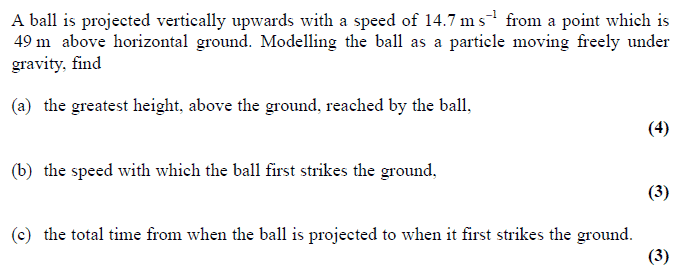 A ball is projected vertically upwards with a speed of 14.7 m s⁻¹ from a point which is
49 m above horizontal ground. Modelling the ball as a particle moving freely under
gravity, find
(a) the greatest height, above the ground, reached by the ball,
(4)
(b) the speed with which the ball first strikes the ground,
(3)
(c) the total time from when the ball is projected to when it first strikes the ground.
(3)